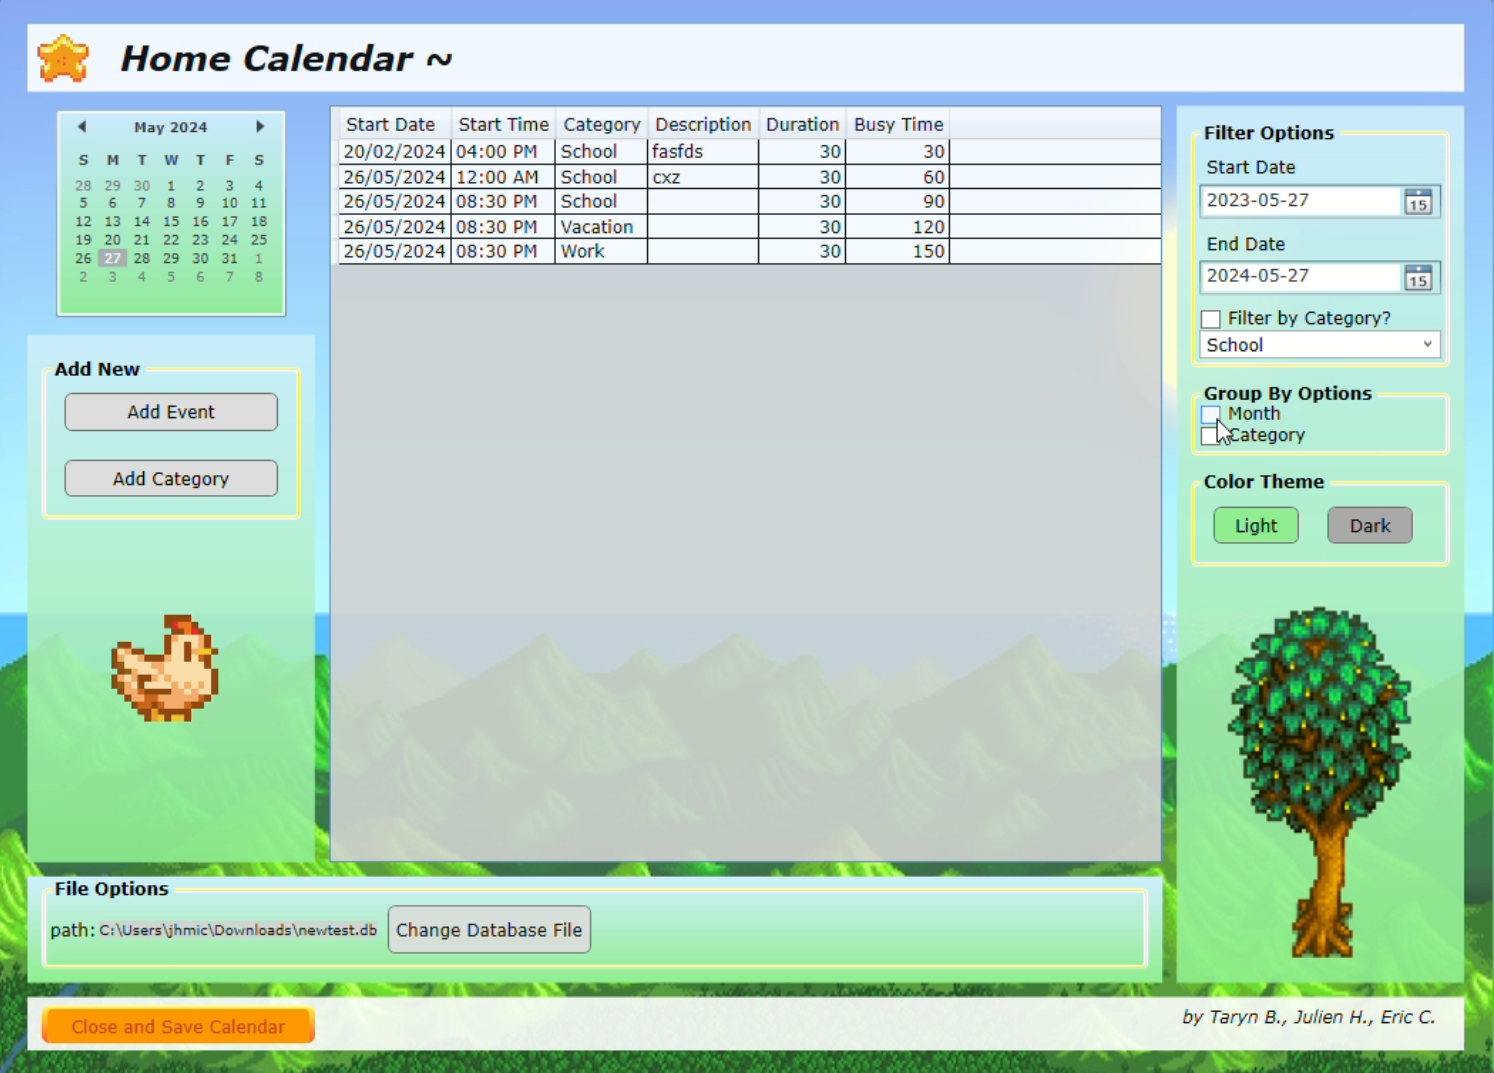 Home Calendar ~
May 2024
S M T W T F S
28 29 30 1 2 3 4
5 6 7 8 9 10 11
12 13 14 15 16 17 18
19 20 21 22 23 24 25
26 27 28 29 30 31 1
2 3 4 5 6 7 8
Add New
Add Event
Add Category
Start Date Start Time Category Description Duration Busy Time
20/02/2024 04:00 PM School fasfds 30 30
26/05/2024 12:00 AM School cxz 30 60
26/05/2024 08:30 PM School 30 90
26/05/2024 08:30 PM Vacation 30 120
26/05/2024 08:30 PM Work 30 150
Filter Options
Start Date
2023-05-27 15
End Date
2024-05-27 15
Filter by Category?
School
Group By Options
Month
Category
Color Theme
Light Dark
File Options
path: C:\Users\jhmic\Downloads\newtest.db Change Database File
Close and Save Calendar
by Taryn B., Julien H., Eric C.